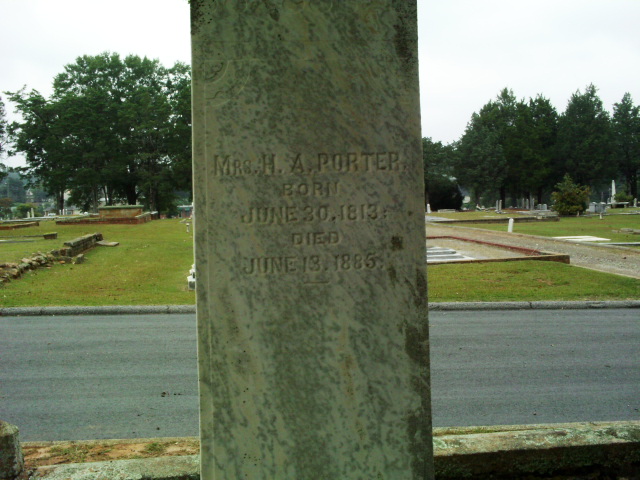 MRS. H. A. PORTER.
BORN
JUNE 30. 1813.
DIED
JUNE 13. 1885.